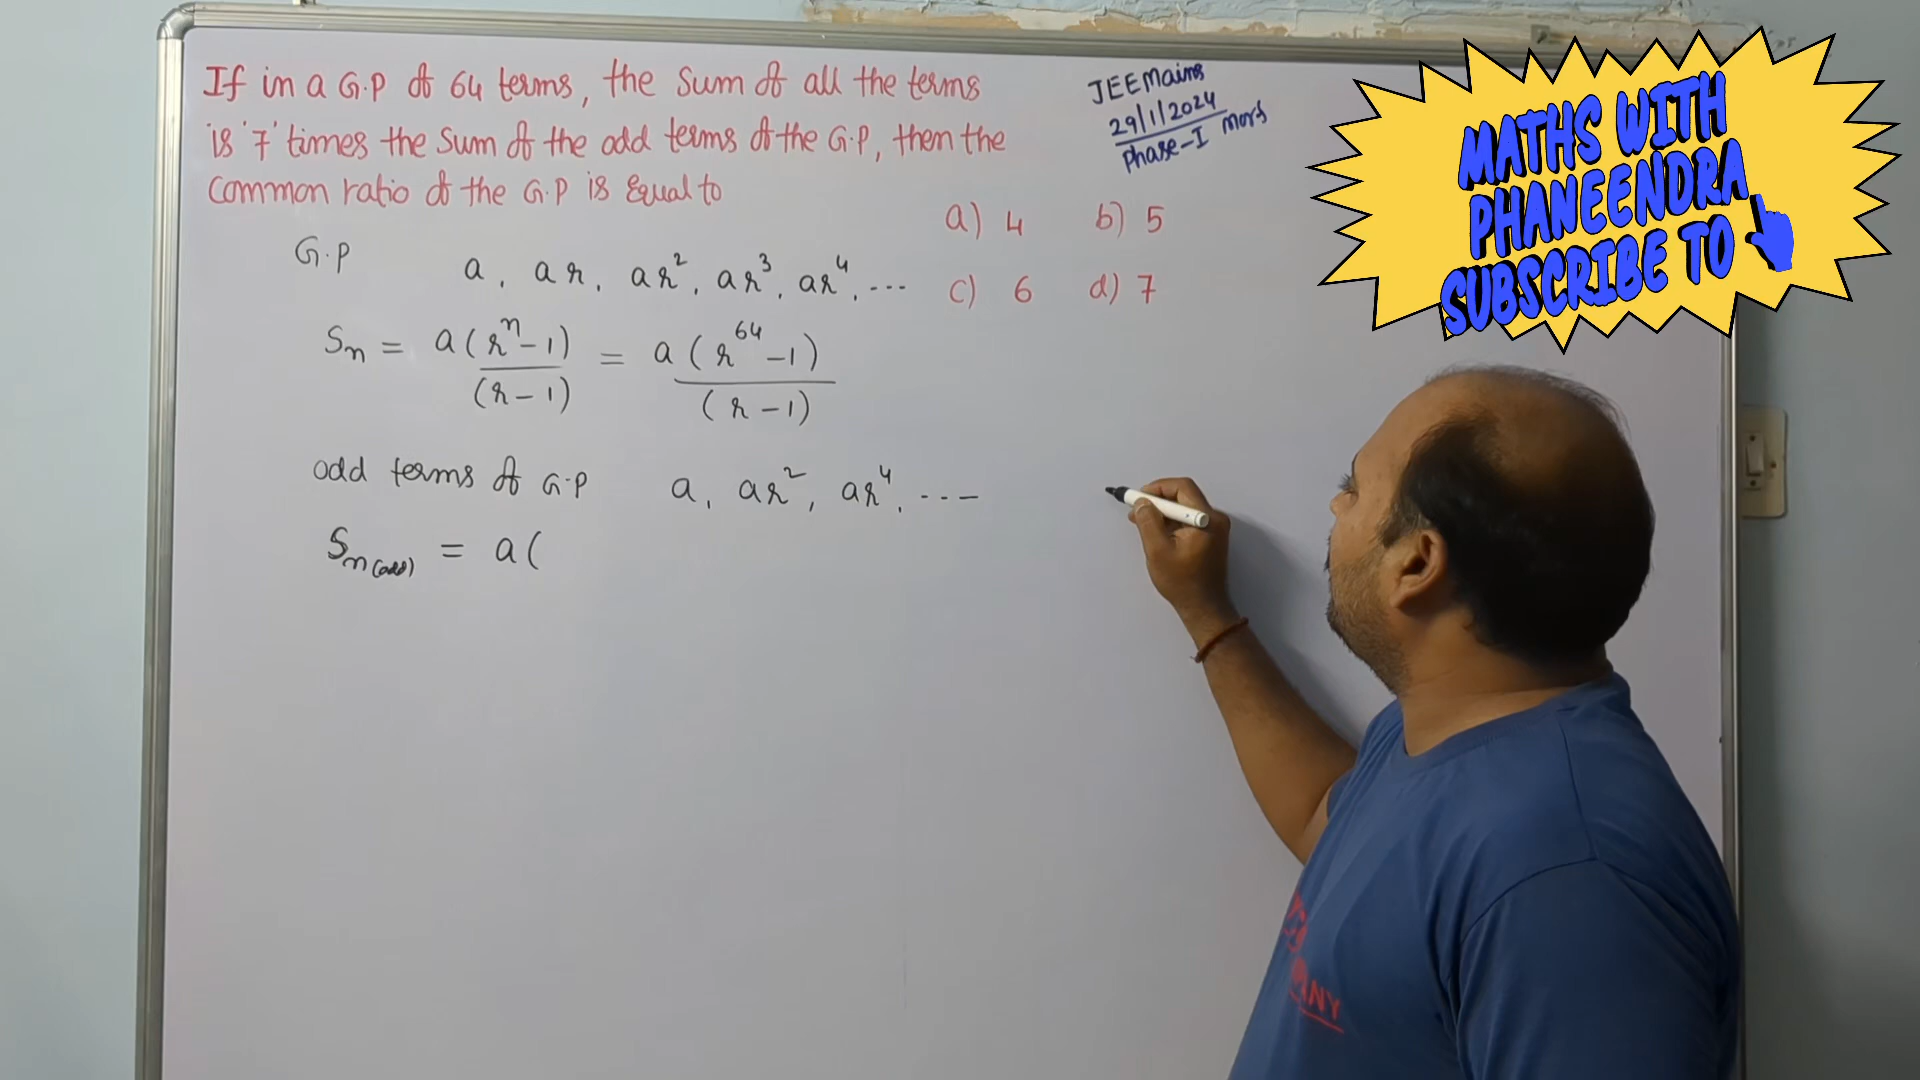 If in a G.P of 64 terms, the Sum of all the terms
is '7' times the Sum of the odd terms of the G.P, then the
Common ratio of the G.P is Equal to
JEE Mains
29/1/2024
Phase-I Mors
a) 4 b) 5
c) 6 d) 7
G.P a, ar, ar², ar³, ar⁴, ...
Sₙ = a(rⁿ-1)/(r-1) = a(r⁶⁴-1)/(r-1)
odd terms of G.P a, ar², ar⁴, ----
Sₙ(odd) = a(
MATHS WITH
PHANEENDRA
SUBSCRIBE TO
ANY